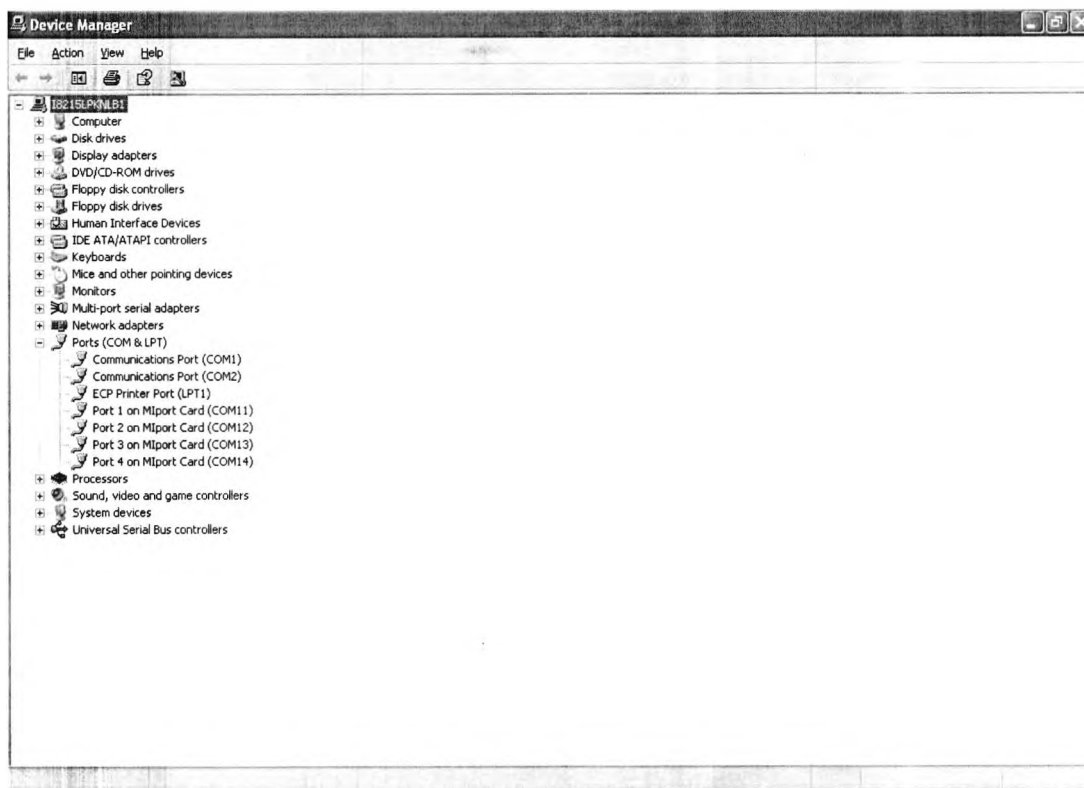 Device Manager
File Action View Help
I8215LPKNLB1
Computer
Disk drives
Display adapters
DVD/CD-ROM drives
Floppy disk controllers
Floppy disk drives
Human Interface Devices
IDE ATA/ATAPI controllers
Keyboards
Mice and other pointing devices
Monitors
Multi-port serial adapters
Network adapters
Ports (COM & LPT)
Communications Port (COM1)
Communications Port (COM2)
ECP Printer Port (LPT1)
Port 1 on MIport Card (COM11)
Port 2 on MIport Card (COM12)
Port 3 on MIport Card (COM13)
Port 4 on MIport Card (COM14)
Processors
Sound, video and game controllers
System devices
Universal Serial Bus controllers